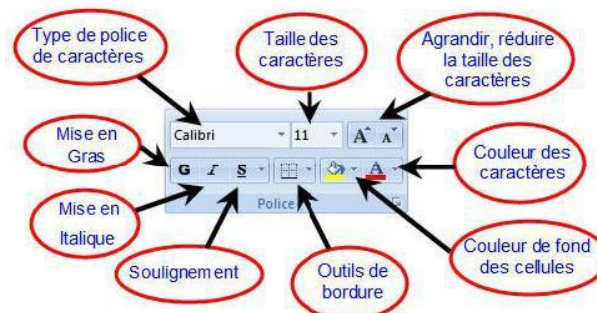 Type de police
de caractères
Taille des
caractères
Agrandir, réduire
la taille des
caractères
Calibri
11
A A
Mise en
Gras
G I S
A
Couleur des
caractères
Police
Mise en
Italique
Soulignement
Outils de
bordure
Couleur de fond
des cellules